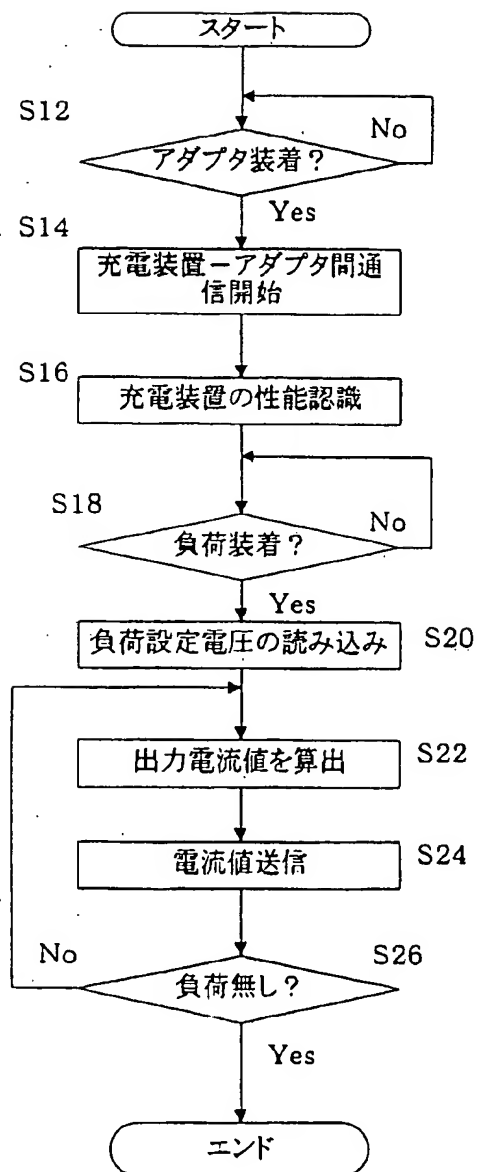 スタート
S12
No
アダプタ装着？
Yes
S14
充電装置－アダプタ間通
信開始
S16
充電装置の性能認識
S18
No
負荷装着？
Yes
負荷設定電圧の読み込み
S20
出力電流値を算出
S22
電流値送信
S24
No
S26
負荷無し？
Yes
エンド